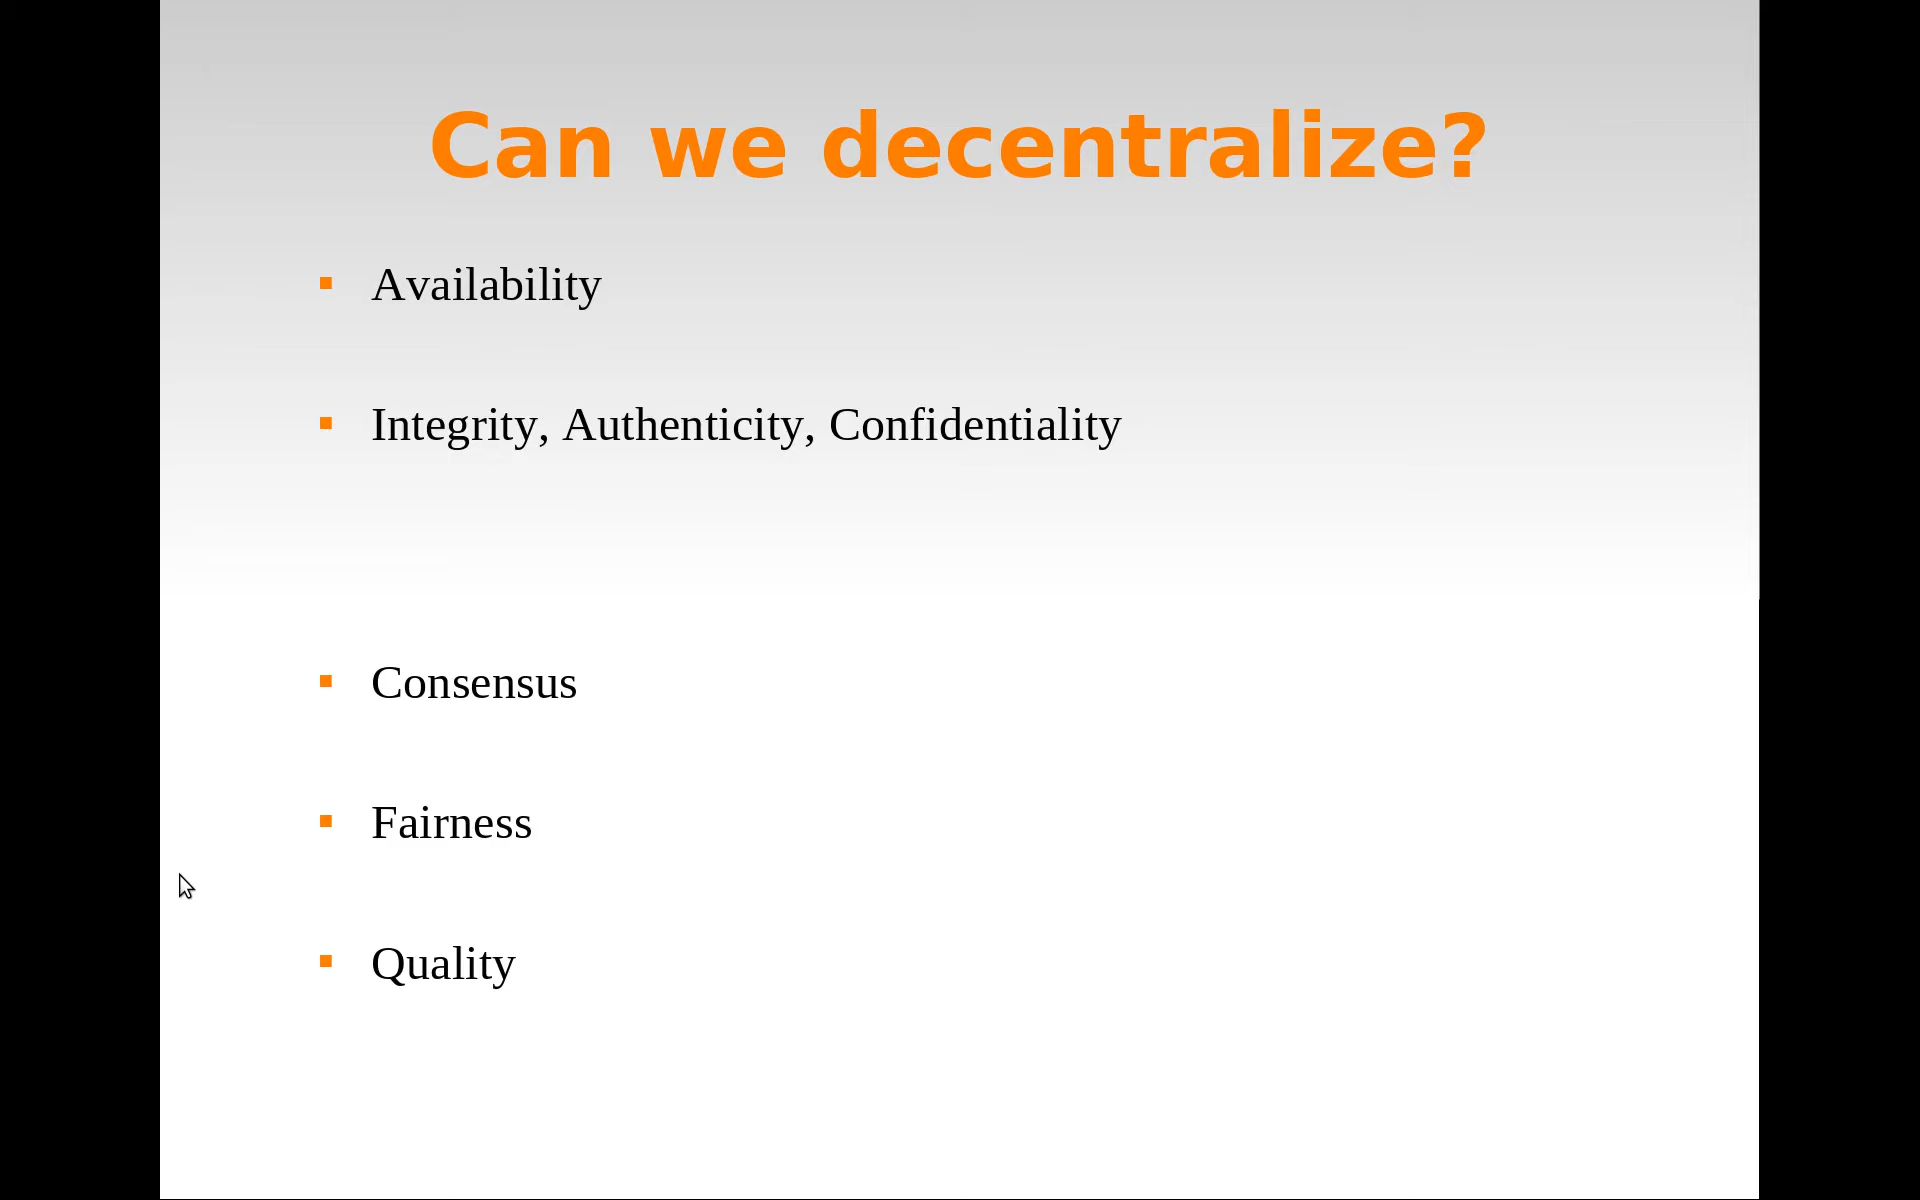 Can we decentralize?
Availability
Integrity, Authenticity, Confidentiality
Consensus
Fairness
Quality